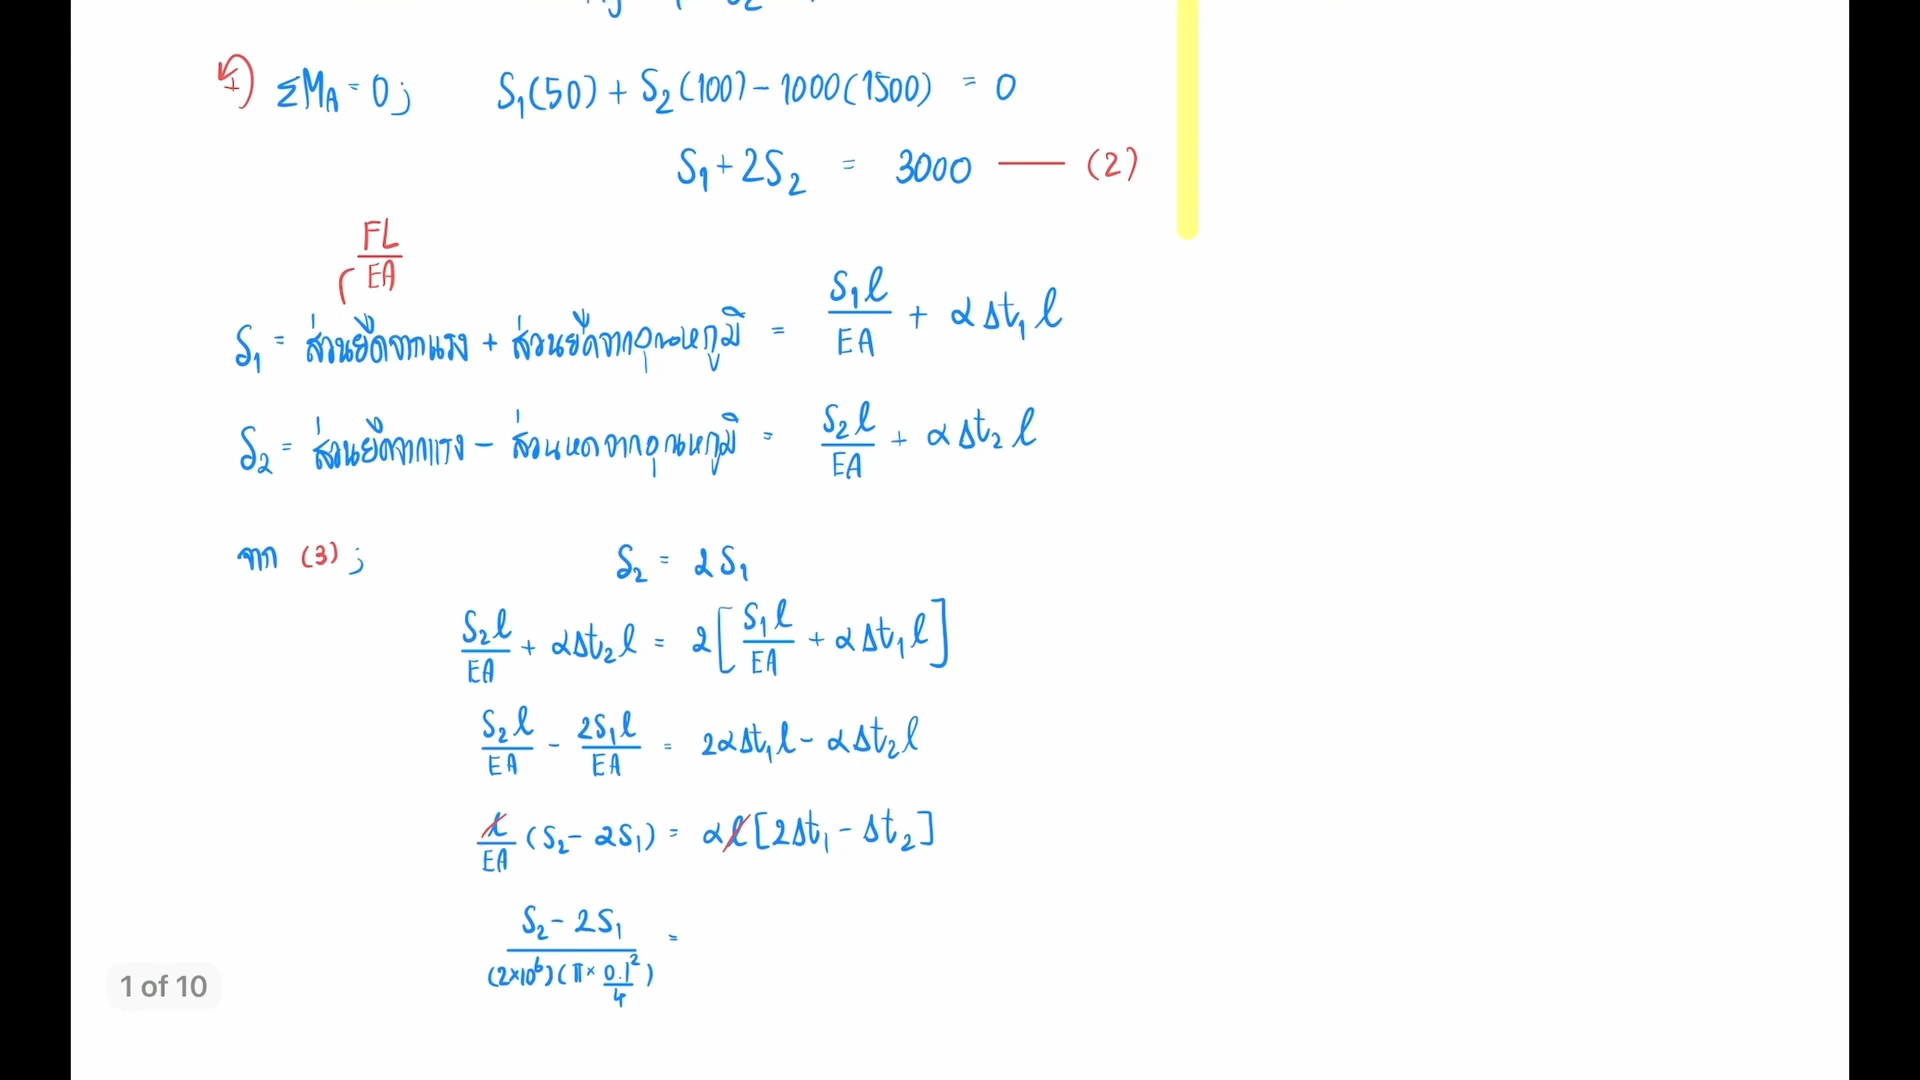 ΣM_A = 0; S₁(50) + S₂(100) - 1000(1500) = 0
S₁ + 2S₂ = 3000 —— (2)
FL/EA
δ₁ = ส่วนยืดจากแรง + ส่วนยืดจากอุณหภูมิ = S₁l/EA + αΔt₁l
δ₂ = ส่วนยืดจากแรง - ส่วนหดจากอุณหภูมิ = S₂l/EA + αΔt₂l
จาก (3); δ₂ = 2δ₁
S₂l/EA + αΔt₂l = 2[S₁l/EA + αΔt₁l]
S₂l/EA - 2S₁l/EA = 2αΔt₁l - αΔt₂l
l/EA (S₂ - 2S₁) = αl[2Δt₁ - Δt₂]
S₂ - 2S₁ / (2×10⁶)(π × 0.1²/4) =
1 of 10